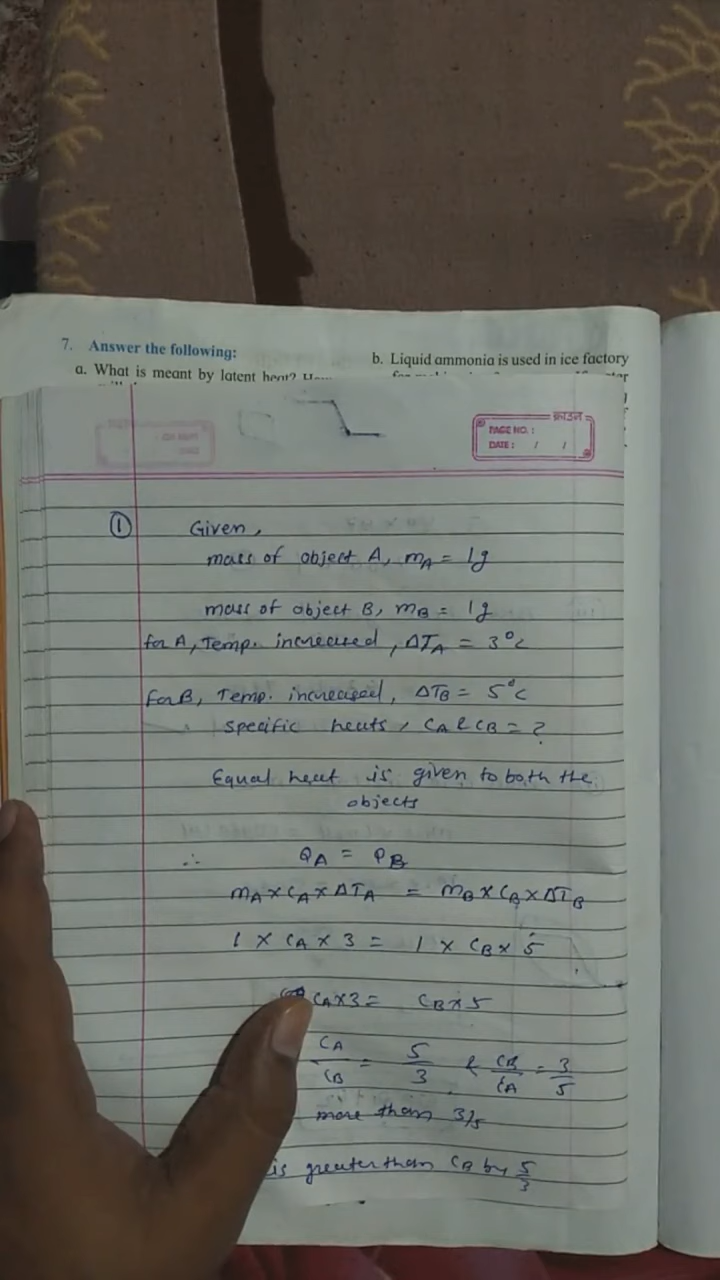 7. Answer the following:
a. What is meant by latent heat?
b. Liquid ammonia is used in ice factory
क्राउन
PAGE NO. :
DATE : / /
① Given,
mass of object A, mA = 1g
mass of object B, mB = 1g
for A, Temp. increased, ΔTA = 3°c
for B, Temp. increased, ΔTB = 5°c
specific heats, CA & CB = ?
Equal heat is given to both the
objects
∴ QA = QB
mA × CA × ΔTA = mB × CB × ΔTB
1 × CA × 3 = 1 × CB × 5
CA × 3 = CB × 5
CA/CB = 5/3 & CB/CA = 3/5
more than 3/5
is greater than CB by 5/3